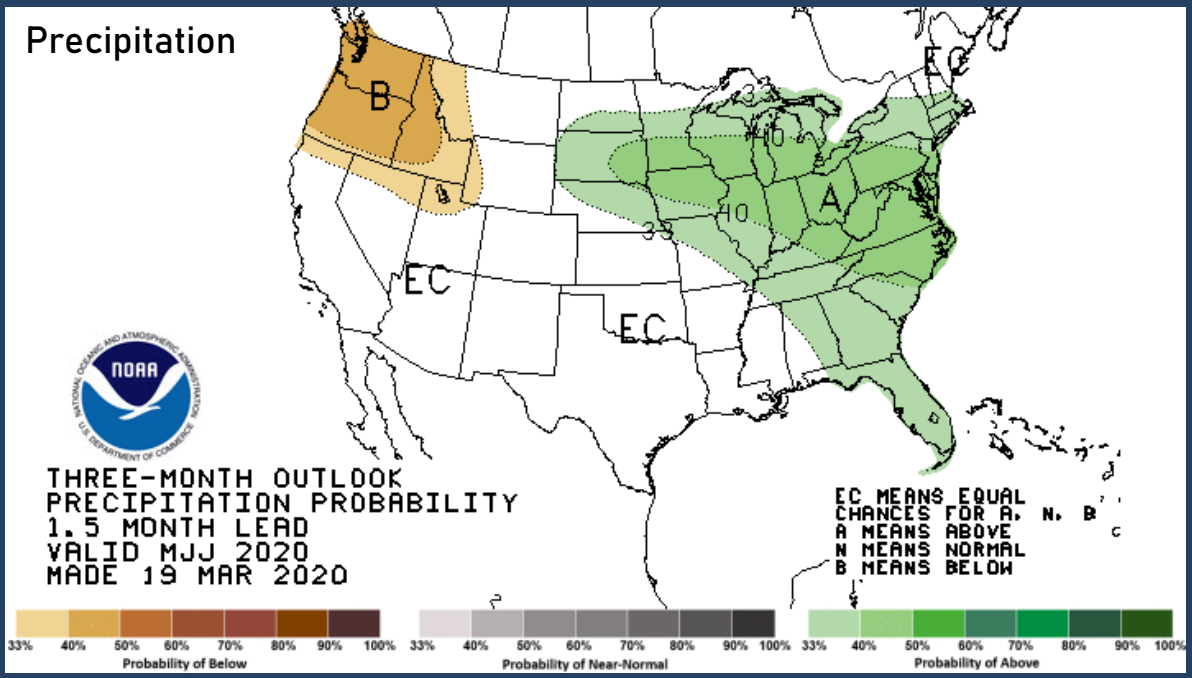 Precipitation
EC
B
35
40
A
40
35
EC
EC
NATIONAL OCEANIC AND ATMOSPHERIC ADMINISTRATION
NOAA
U.S. DEPARTMENT OF COMMERCE
THREE-MONTH OUTLOOK
PRECIPITATION PROBABILITY
1.5 MONTH LEAD
VALID MJJ 2020
MADE 19 MAR 2020
EC MEANS EQUAL
CHANCES FOR A, N, B
A MEANS ABOVE
N MEANS NORMAL
B MEANS BELOW
33% 40% 50% 60% 70% 80% 90% 100%
Probability of Below
33% 40% 50% 60% 70% 80% 90% 100%
Probability of Near-Normal
33% 40% 50% 60% 70% 80% 90% 100%
Probability of Above